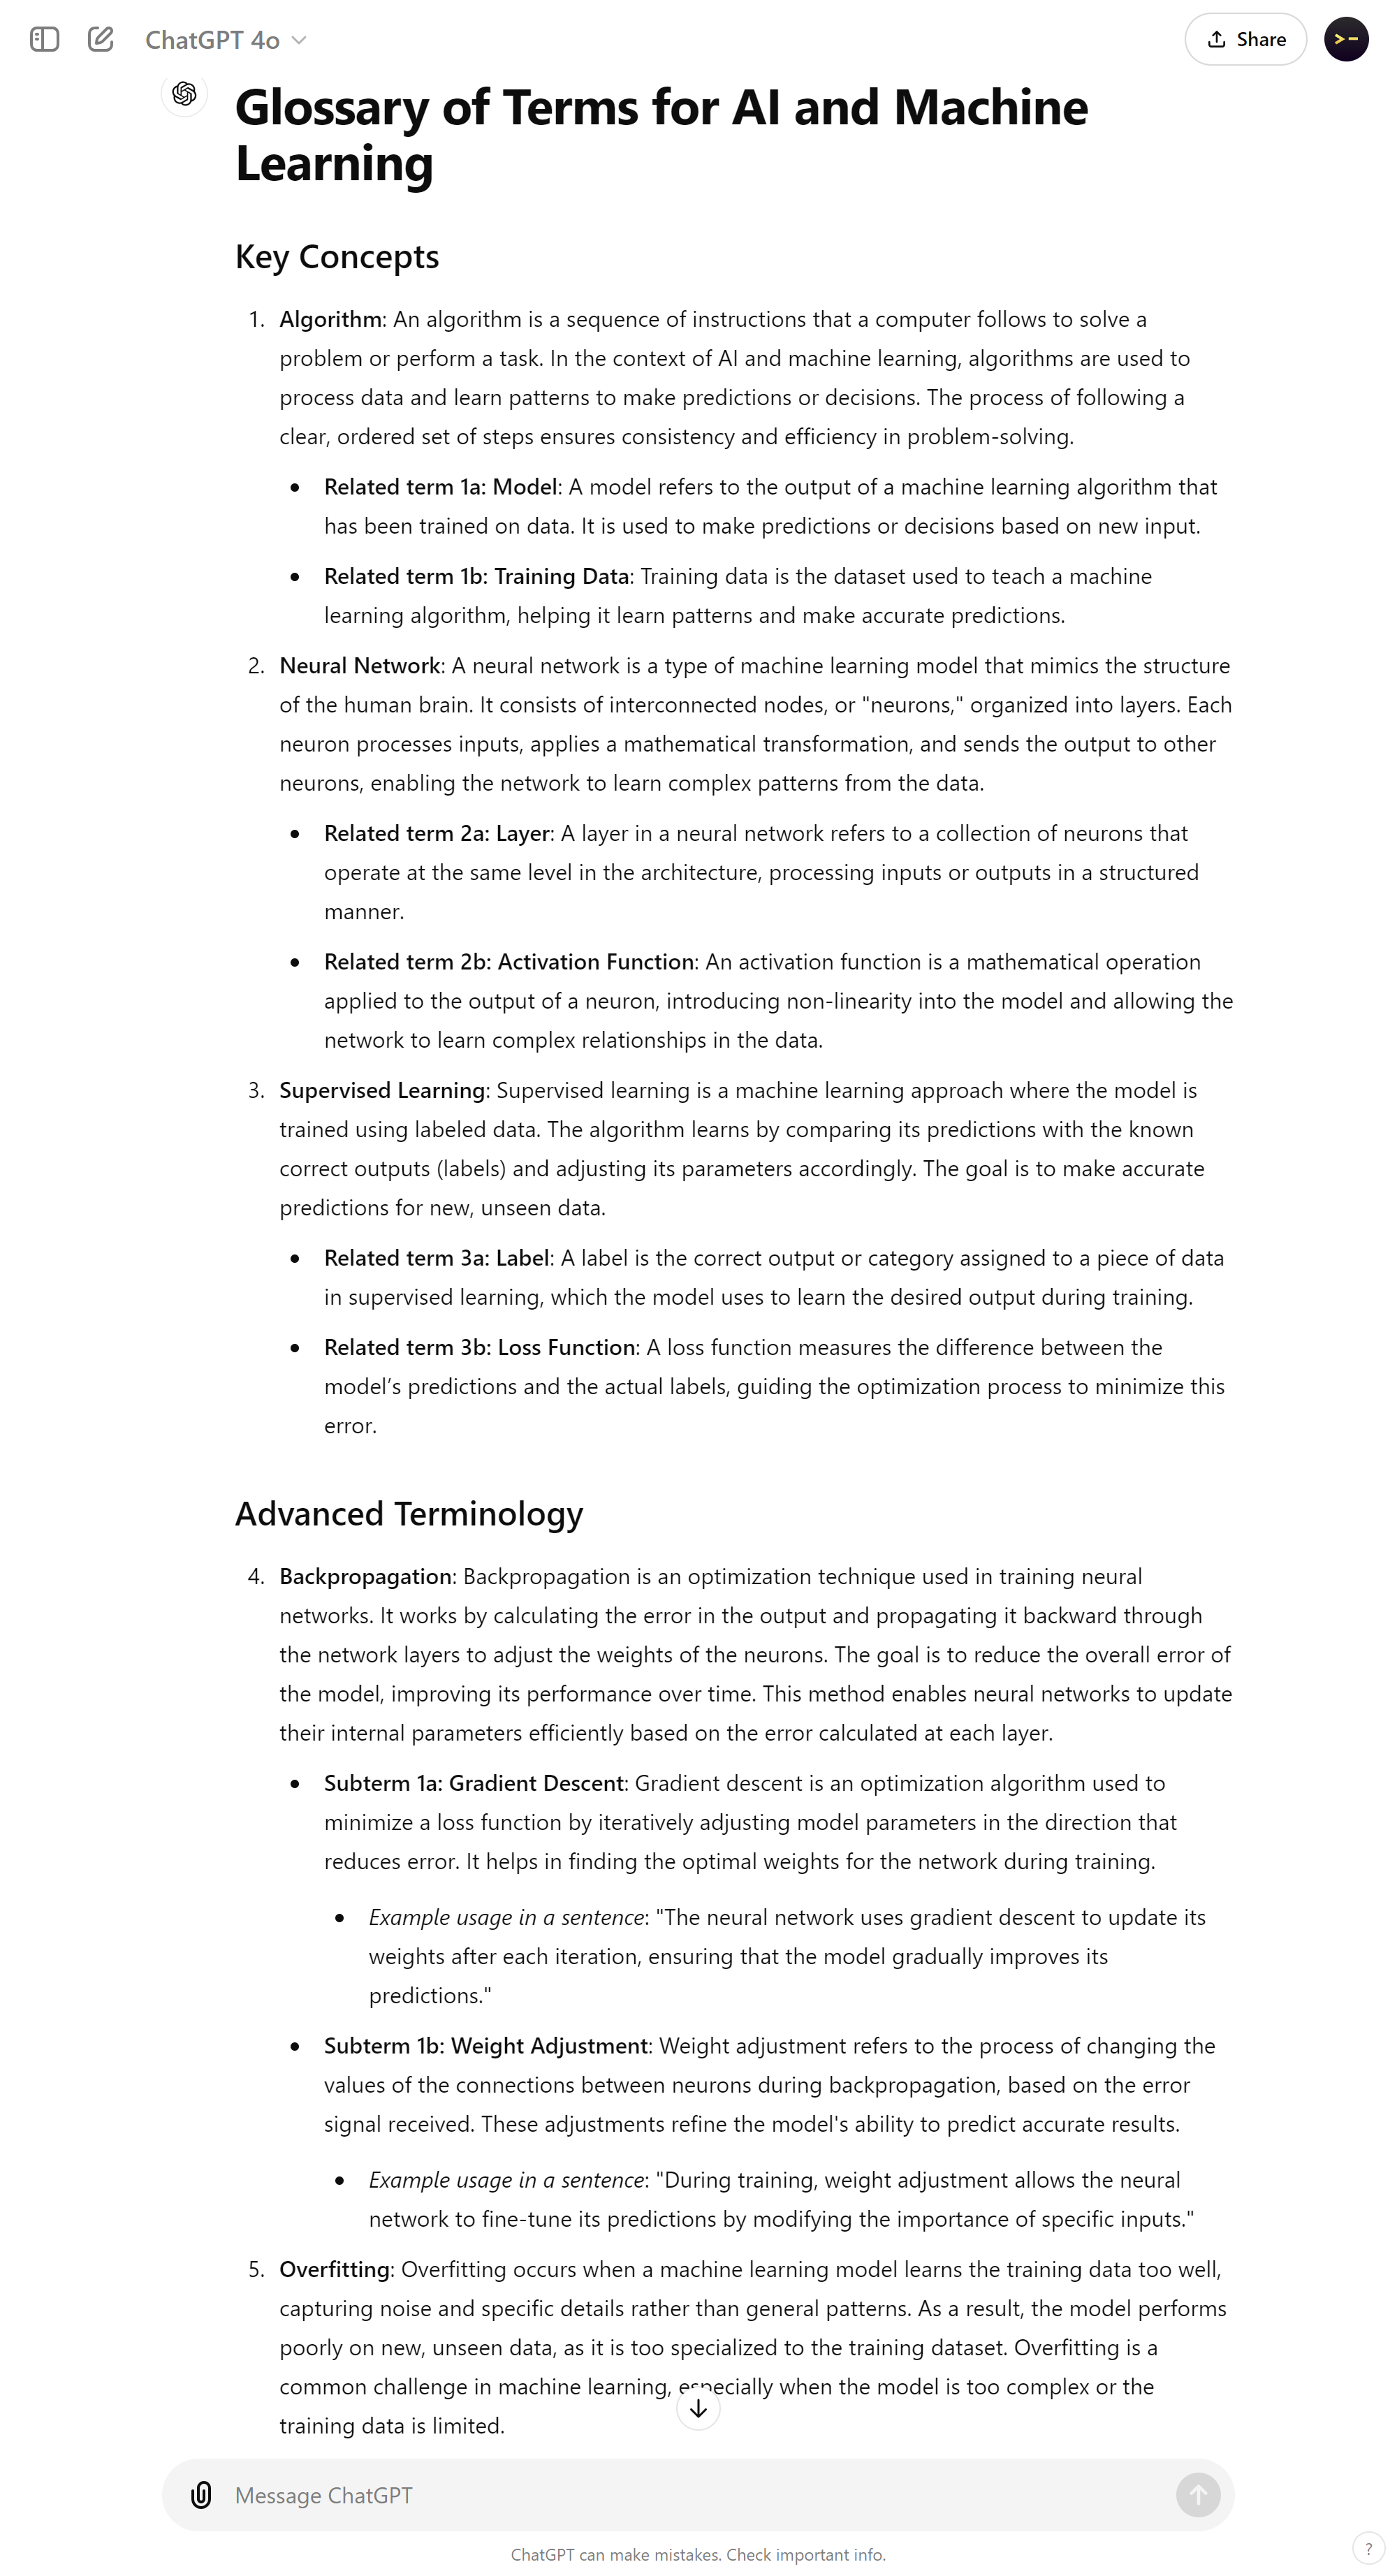 ChatGPT 4o
Share
Glossary of Terms for AI and Machine
Learning
Key Concepts
1. Algorithm: An algorithm is a sequence of instructions that a computer follows to solve a
problem or perform a task. In the context of AI and machine learning, algorithms are used to
process data and learn patterns to make predictions or decisions. The process of following a
clear, ordered set of steps ensures consistency and efficiency in problem-solving.
• Related term 1a: Model: A model refers to the output of a machine learning algorithm that
has been trained on data. It is used to make predictions or decisions based on new input.
• Related term 1b: Training Data: Training data is the dataset used to teach a machine
learning algorithm, helping it learn patterns and make accurate predictions.
2. Neural Network: A neural network is a type of machine learning model that mimics the structure
of the human brain. It consists of interconnected nodes, or "neurons," organized into layers. Each
neuron processes inputs, applies a mathematical transformation, and sends the output to other
neurons, enabling the network to learn complex patterns from the data.
• Related term 2a: Layer: A layer in a neural network refers to a collection of neurons that
operate at the same level in the architecture, processing inputs or outputs in a structured
manner.
• Related term 2b: Activation Function: An activation function is a mathematical operation
applied to the output of a neuron, introducing non-linearity into the model and allowing the
network to learn complex relationships in the data.
3. Supervised Learning: Supervised learning is a machine learning approach where the model is
trained using labeled data. The algorithm learns by comparing its predictions with the known
correct outputs (labels) and adjusting its parameters accordingly. The goal is to make accurate
predictions for new, unseen data.
• Related term 3a: Label: A label is the correct output or category assigned to a piece of data
in supervised learning, which the model uses to learn the desired output during training.
• Related term 3b: Loss Function: A loss function measures the difference between the
model’s predictions and the actual labels, guiding the optimization process to minimize this
error.
Advanced Terminology
4. Backpropagation: Backpropagation is an optimization technique used in training neural
networks. It works by calculating the error in the output and propagating it backward through
the network layers to adjust the weights of the neurons. The goal is to reduce the overall error of
the model, improving its performance over time. This method enables neural networks to update
their internal parameters efficiently based on the error calculated at each layer.
• Subterm 1a: Gradient Descent: Gradient descent is an optimization algorithm used to
minimize a loss function by iteratively adjusting model parameters in the direction that
reduces error. It helps in finding the optimal weights for the network during training.
• Example usage in a sentence: "The neural network uses gradient descent to update its
weights after each iteration, ensuring that the model gradually improves its
predictions."
• Subterm 1b: Weight Adjustment: Weight adjustment refers to the process of changing the
values of the connections between neurons during backpropagation, based on the error
signal received. These adjustments refine the model's ability to predict accurate results.
• Example usage in a sentence: "During training, weight adjustment allows the neural
network to fine-tune its predictions by modifying the importance of specific inputs."
5. Overfitting: Overfitting occurs when a machine learning model learns the training data too well,
capturing noise and specific details rather than general patterns. As a result, the model performs
poorly on new, unseen data, as it is too specialized to the training dataset. Overfitting is a
common challenge in machine learning, especially when the model is too complex or the
training data is limited.
Message ChatGPT
ChatGPT can make mistakes. Check important info.
?